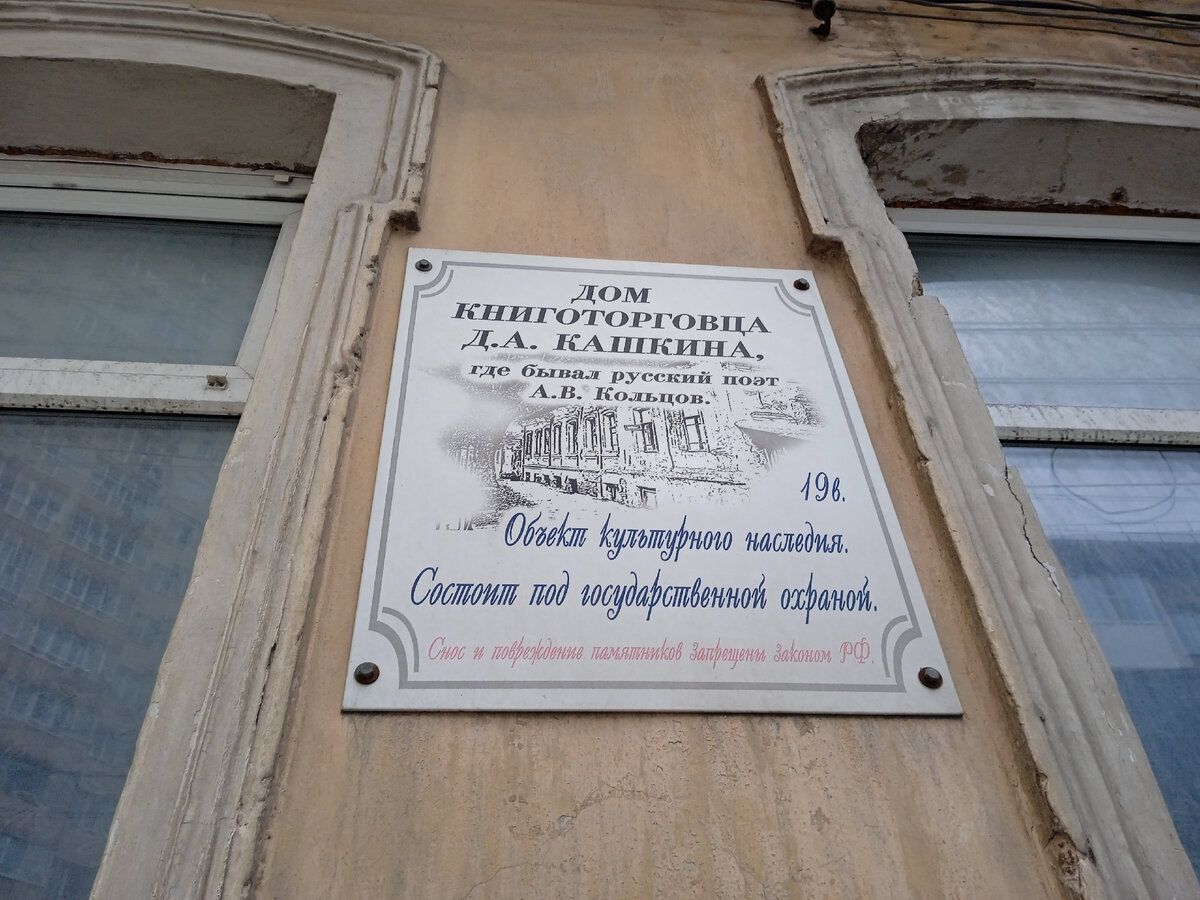 ДОМ
КНИГОТОРГОВЦА
Д.А. КАШКИНА,
где бывал русский поэт
А.В. Кольцов.
19в.
Объект культурного наследия.
Состоит под государственной охраной.
Снос и повреждение памятников запрещены законом РФ.